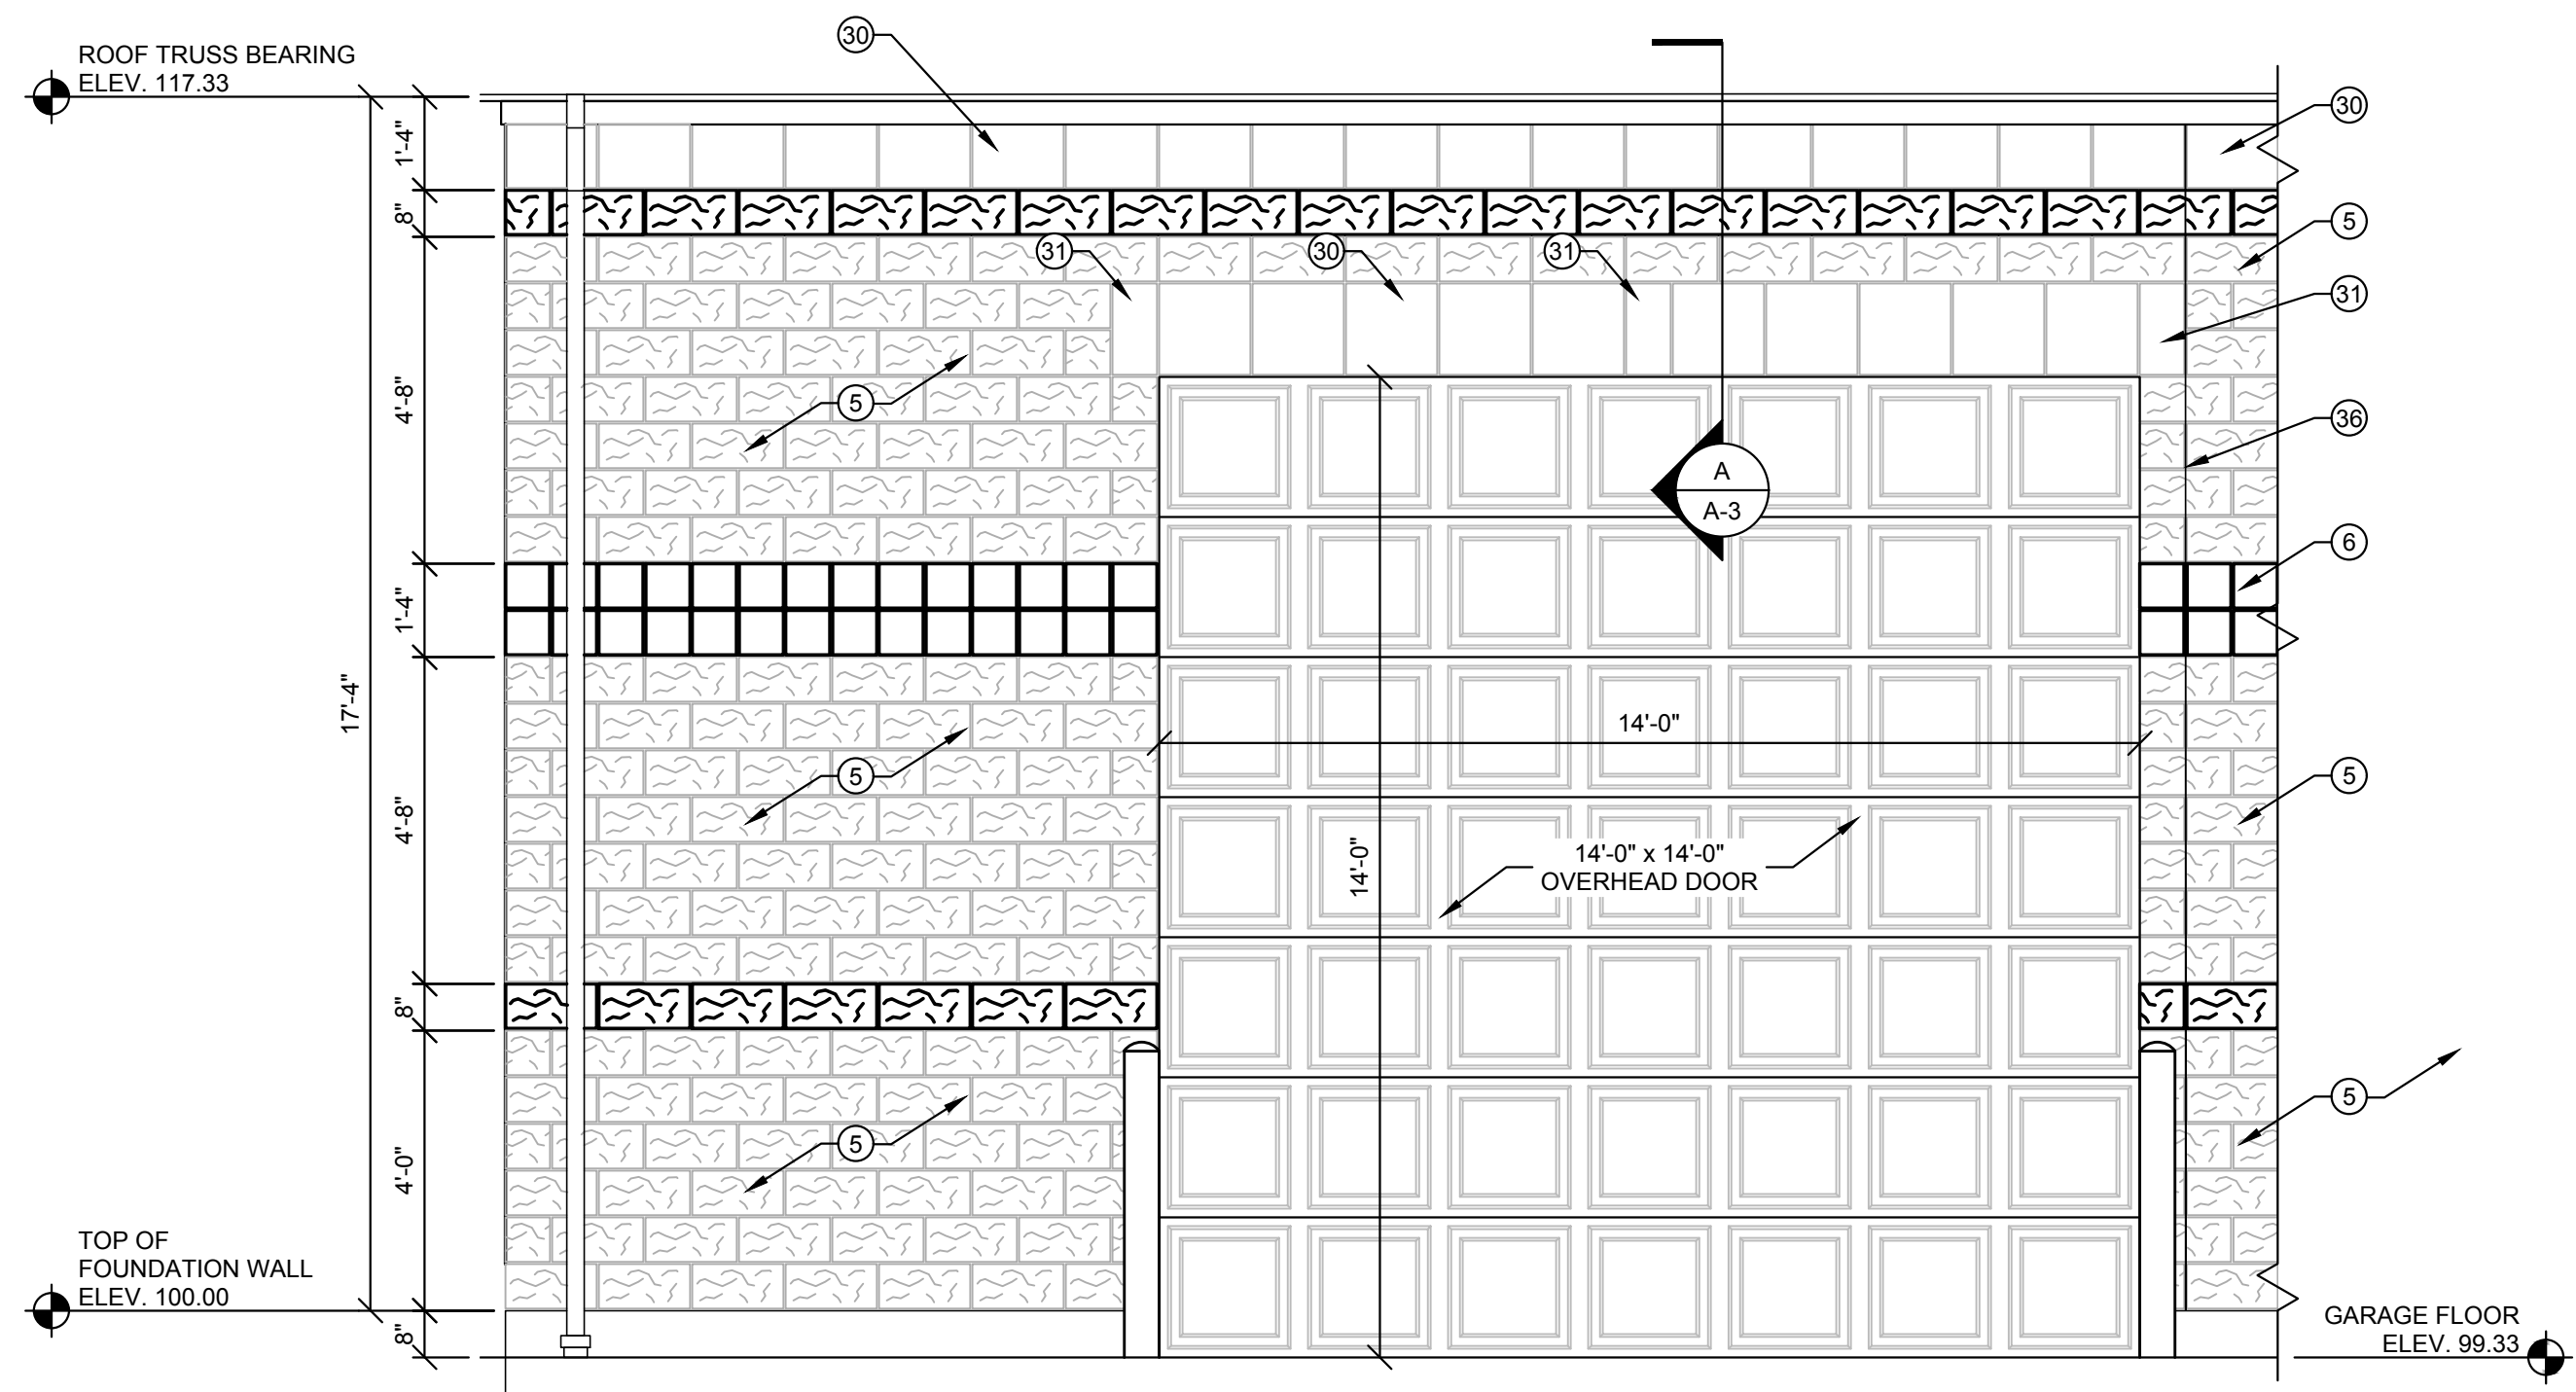 ROOF TRUSS BEARING
ELEV. 117.33
30
30
1'-4"
8"
5
31
30
31
31
4'-8"
5
36
A
A-3
6
1'-4"
17'-4"
14'-0"
5
5
4'-8"
14'-0"
14'-0" x 14'-0"
OVERHEAD DOOR
8"
5
5
4'-0"
TOP OF
FOUNDATION WALL
ELEV. 100.00
8"
GARAGE FLOOR
ELEV. 99.33